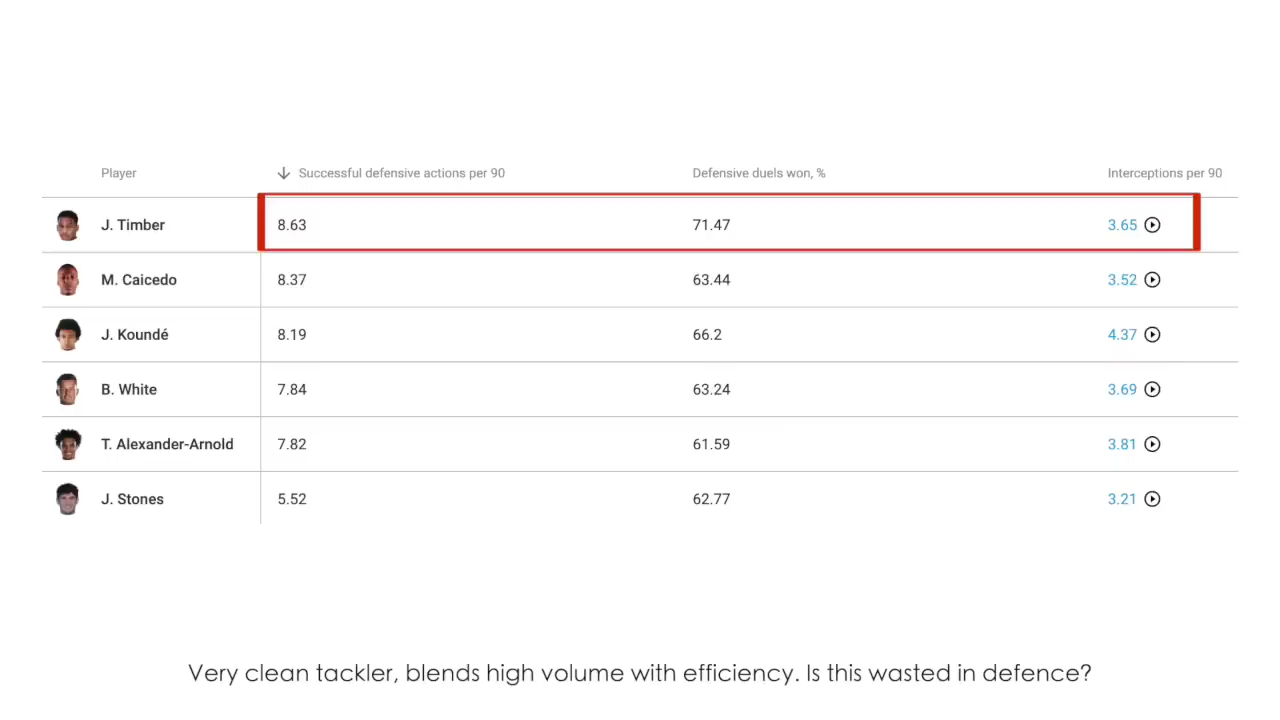 Player Successful defensive actions per 90 Defensive duels won, % Interceptions per 90
J. Timber 8.63 71.47 3.65
M. Caicedo 8.37 63.44 3.52
J. Koundé 8.19 66.2 4.37
B. White 7.84 63.24 3.69
T. Alexander-Arnold 7.82 61.59 3.81
J. Stones 5.52 62.77 3.21
Very clean tackler, blends high volume with efficiency. Is this wasted in defence?